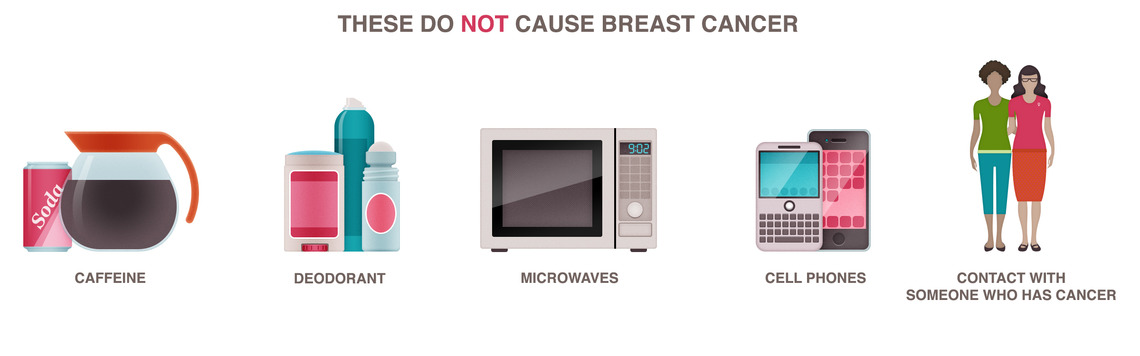 THESE DO NOT CAUSE BREAST CANCER
Soda
9:02
CAFFEINE
DEODORANT
MICROWAVES
CELL PHONES
CONTACT WITH
SOMEONE WHO HAS CANCER